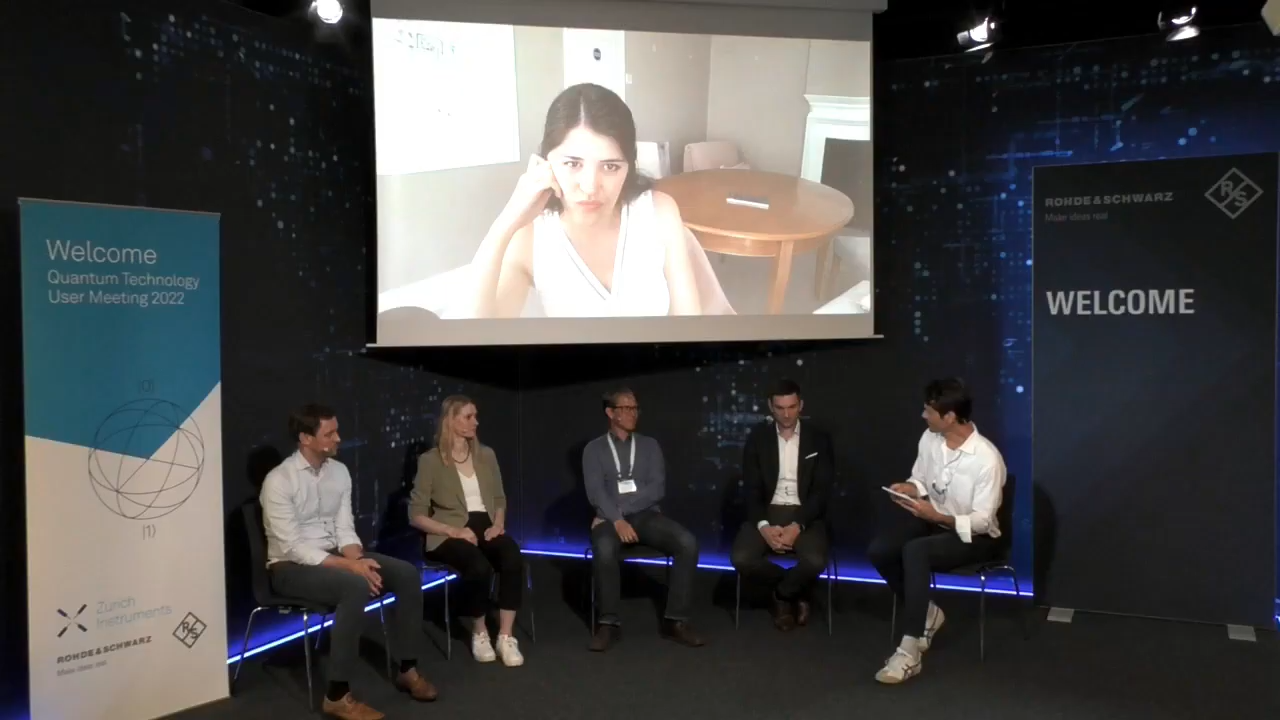 Welcome
Quantum Technology
User Meeting 2022
|0⟩
|1⟩
Zurich
Instruments
ROHDE & SCHWARZ
Make ideas real
R/S
ROHDE & SCHWARZ
Make ideas real
R/S
WELCOME